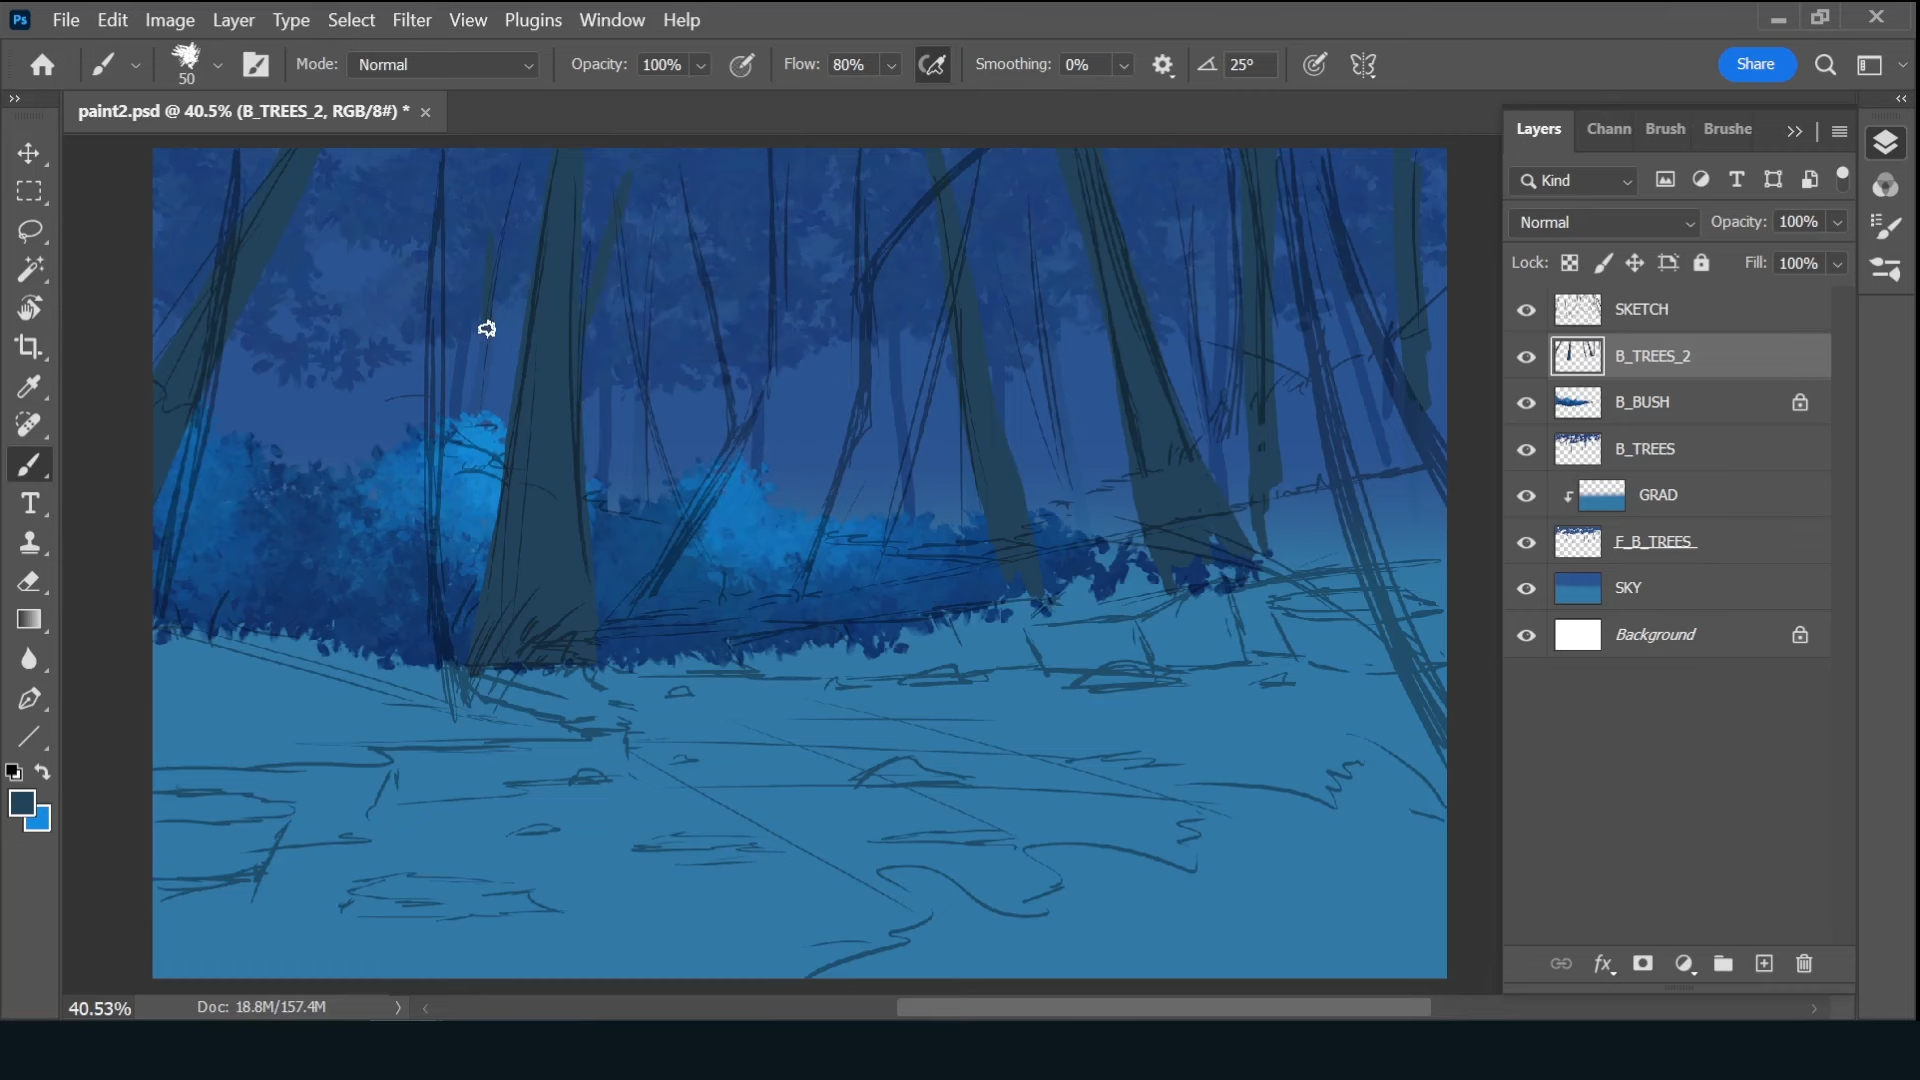 Ps File Edit Image Layer Type Select Filter View Plugins Window Help
50 Mode: Normal Opacity: 100% Flow: 80% Smoothing: 0% 25° Share
paint2.psd @ 40.5% (B_TREES_2, RGB/8#) * ×
Layers Chann Brush Brushe
Kind
Normal Opacity: 100%
Lock: Fill: 100%
SKETCH
B_TREES_2
B_BUSH
B_TREES
GRAD
F_B_TREES_
SKY
Background
fx
40.53% Doc: 18.8M/157.4M